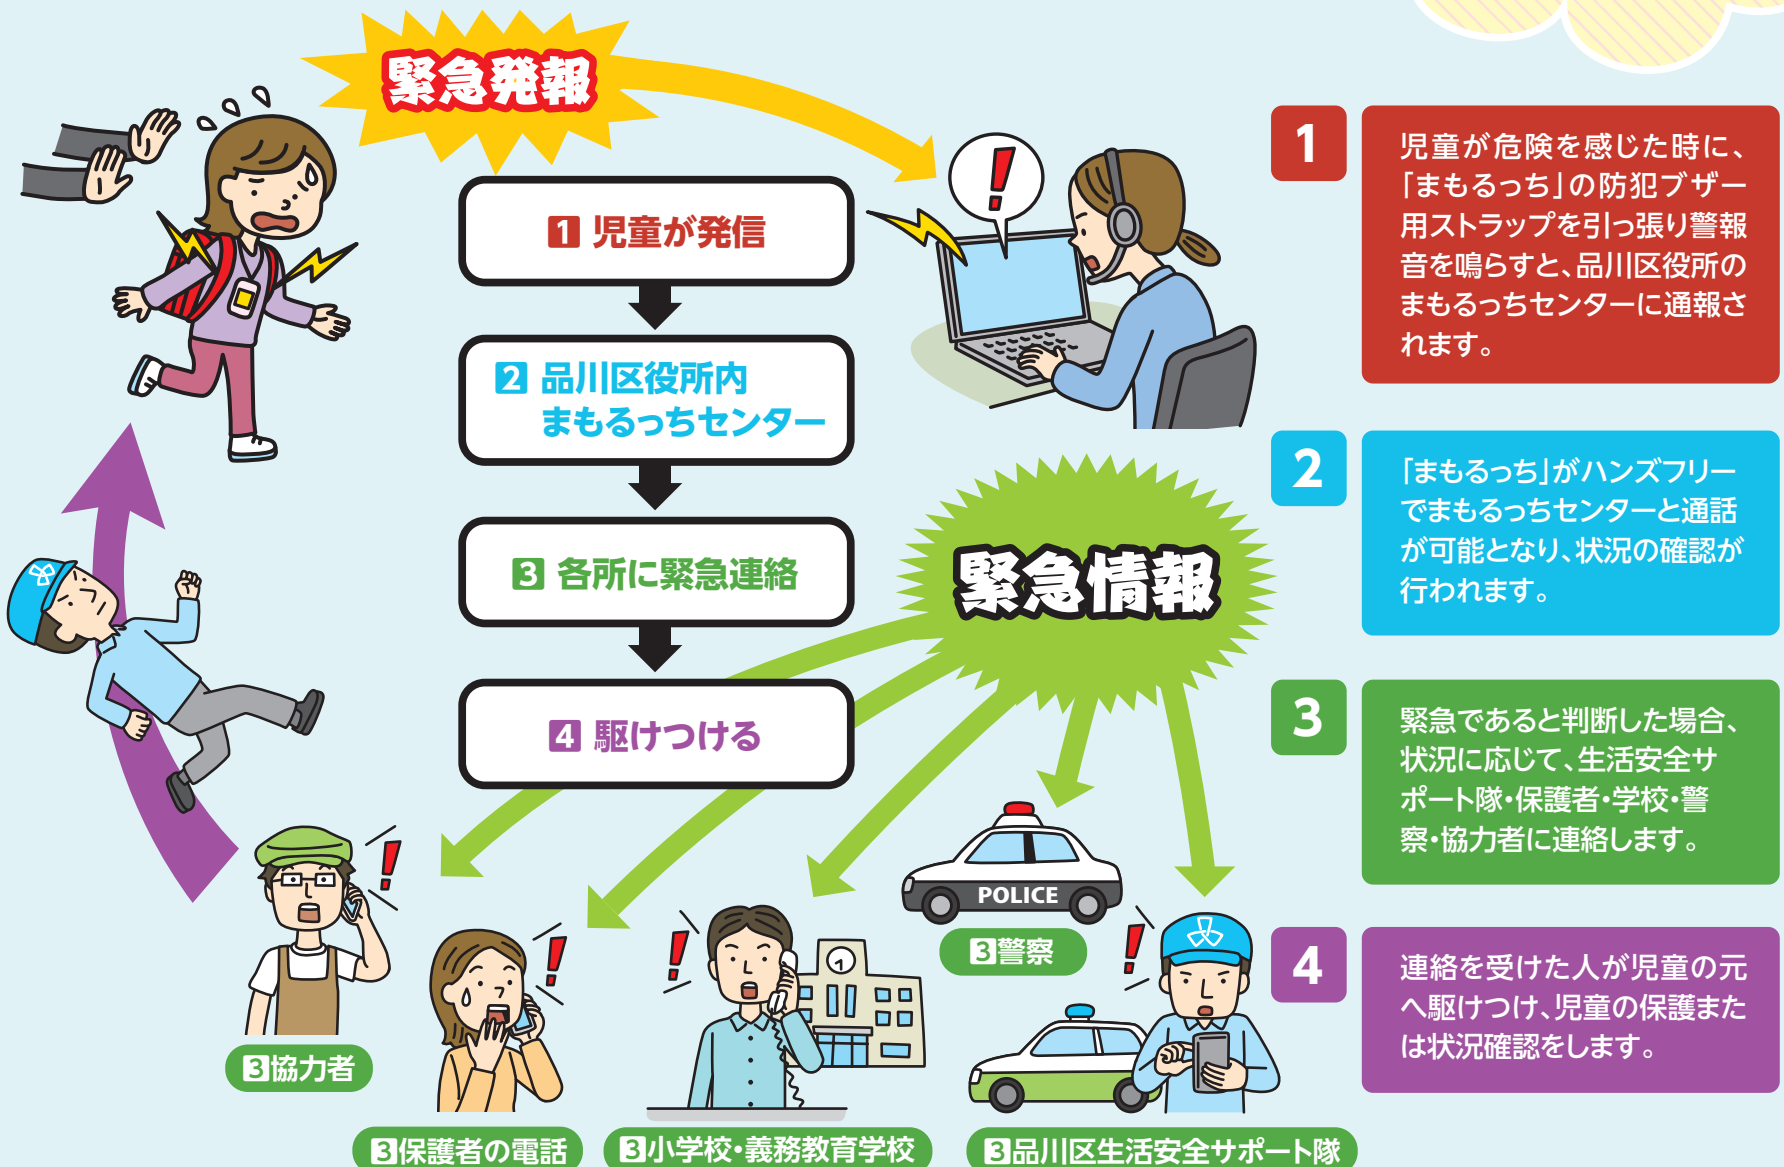 緊急発報
1 児童が発信
2 品川区役所内
まもるっちセンター
3 各所に緊急連絡
4 駆けつける
緊急情報
POLICE
3警察
3協力者
3保護者の電話
3小学校・義務教育学校
3品川区生活安全サポート隊
1
児童が危険を感じた時に、
「まもるっち」の防犯ブザー
用ストラップを引っ張り警報
音を鳴らすと、品川区役所の
まもるっちセンターに通報さ
れます。
2
「まもるっち」がハンズフリー
でまもるっちセンターと通話
が可能となり、状況の確認が
行われます。
3
緊急であると判断した場合、
状況に応じて、生活安全サ
ポート隊・保護者・学校・警
察・協力者に連絡します。
4
連絡を受けた人が児童の元
へ駆けつけ、児童の保護また
は状況確認をします。